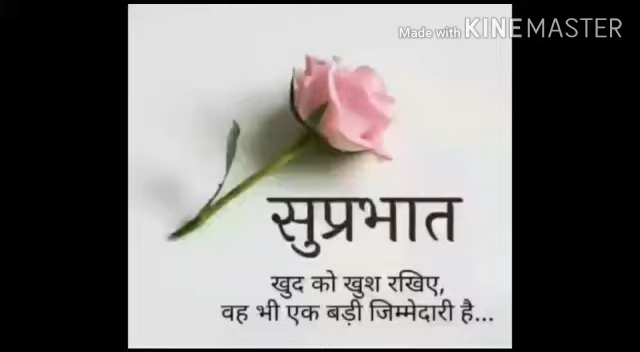 Made with KINEMASTER
सुप्रभात
खुद को खुश रखिए,
वह भी एक बड़ी जिम्मेदारी है...